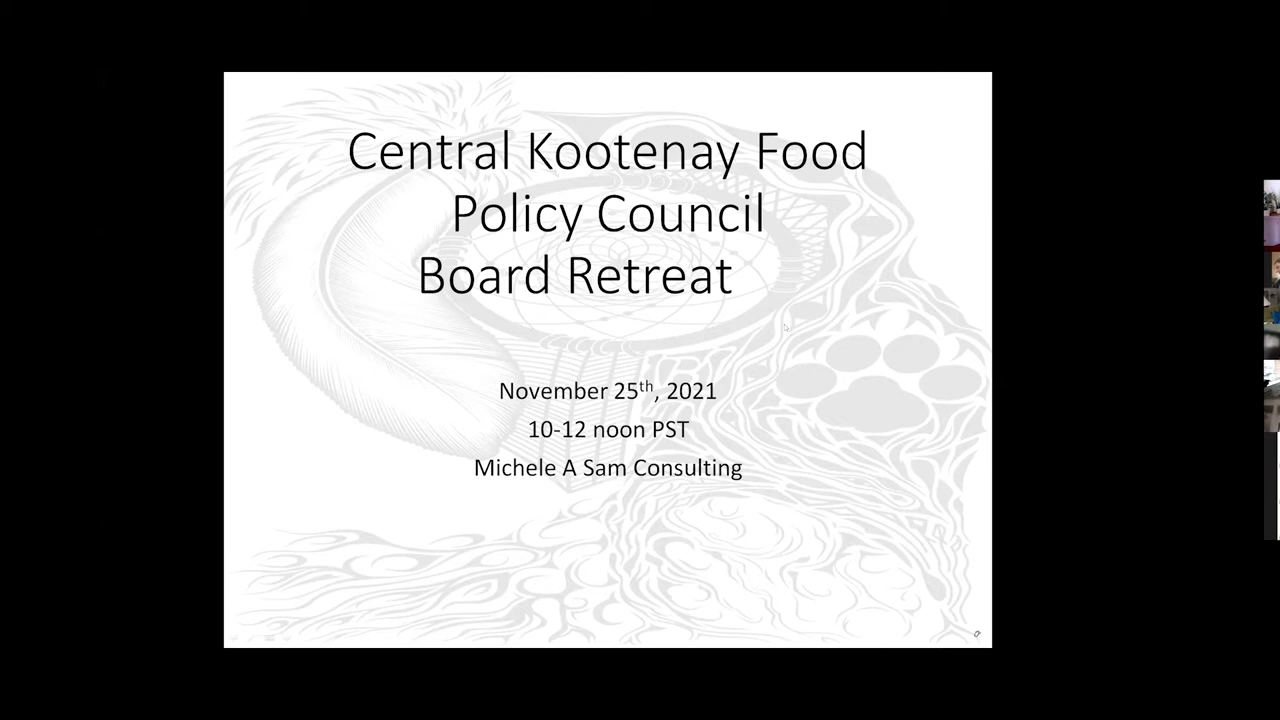 Central Kootenay Food
Policy Council
Board Retreat
November 25th, 2021
10-12 noon PST
Michele A Sam Consulting